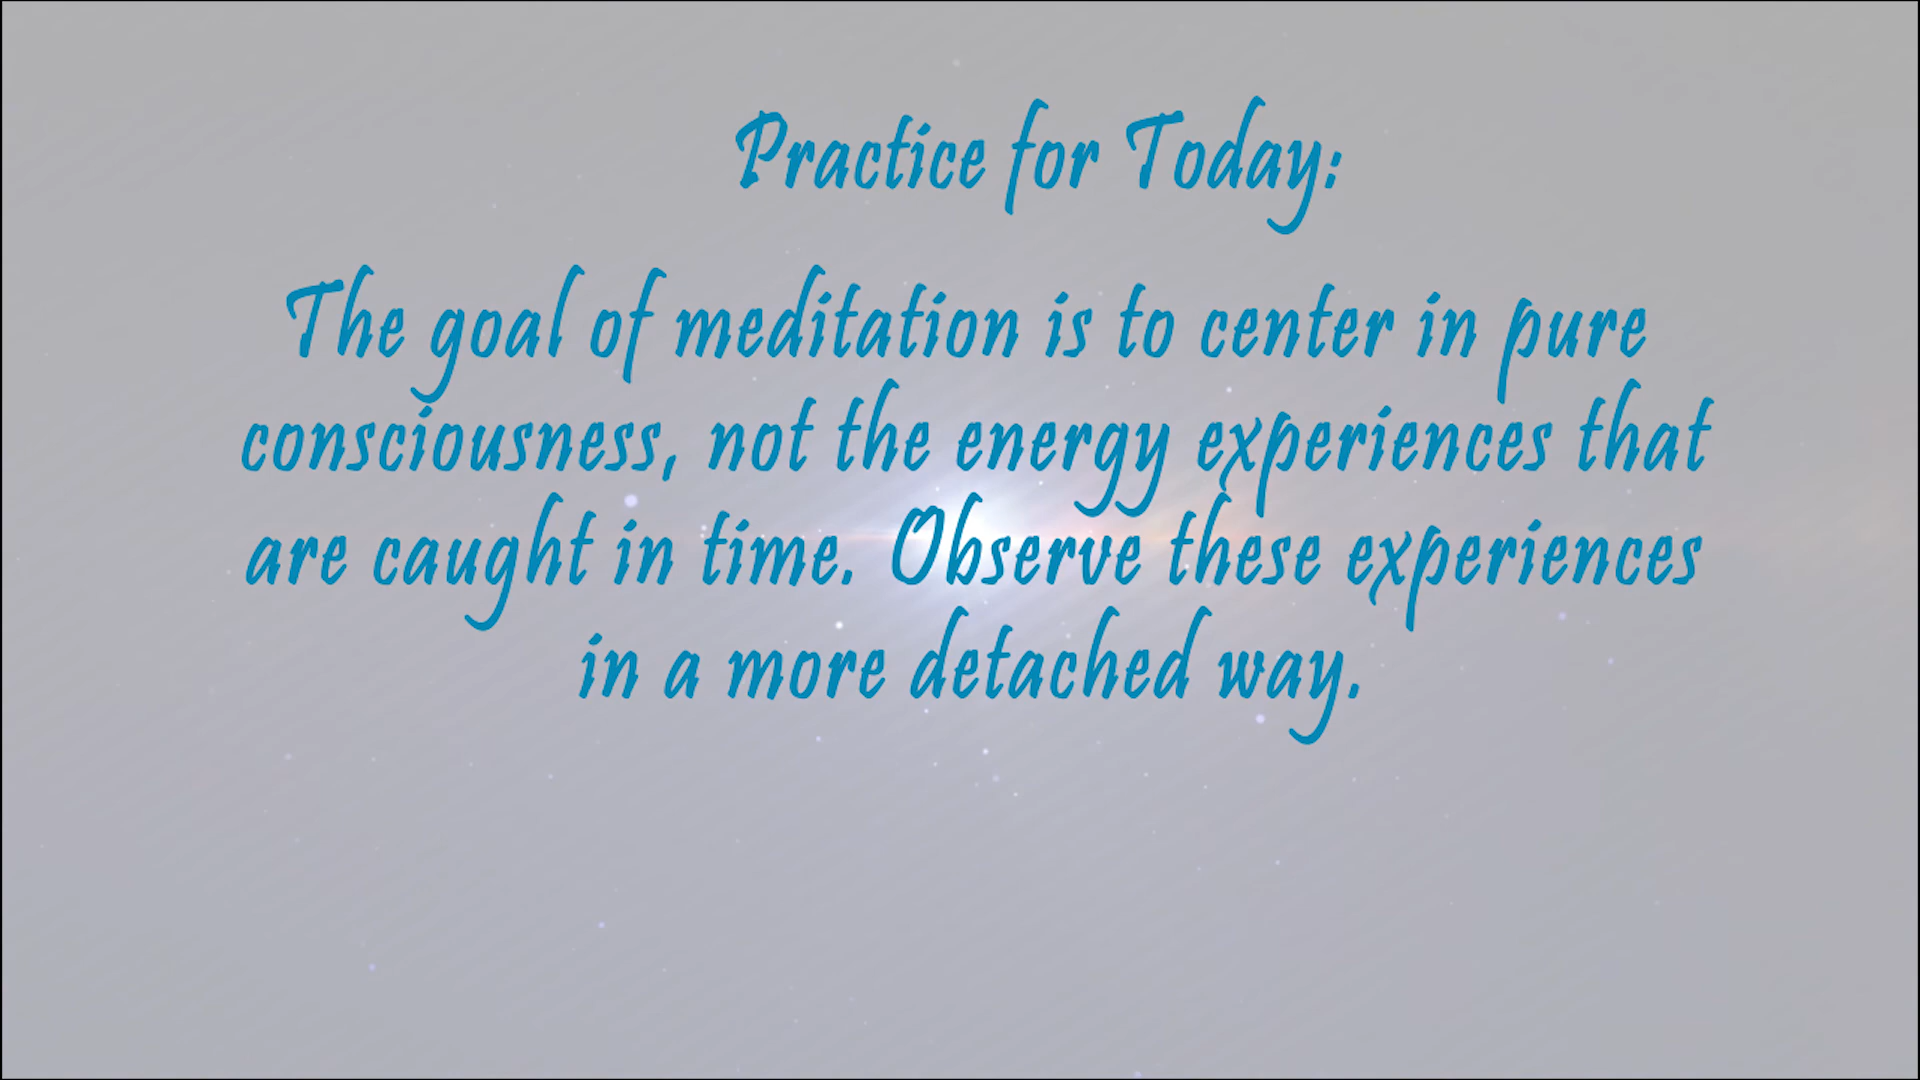 Practice for Today:
The goal of meditation is to center in pure
consciousness, not the energy experiences that
are caught in time. Observe these experiences
in a more detached way.